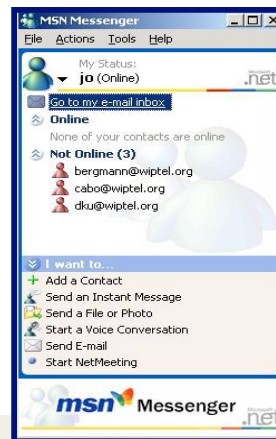 MSN Messenger
File Actions Tools Help
My Status:
jo (Online)
.net
Go to my e-mail inbox
Online
None of your contacts are online
Not Online (3)
bergmann@wiptel.org
cabo@wiptel.org
dku@wiptel.org
I want to...
Add a Contact
Send an Instant Message
Send a File or Photo
Start a Voice Conversation
Send E-mail
Start NetMeeting
msn Messenger
Microsoft
.net